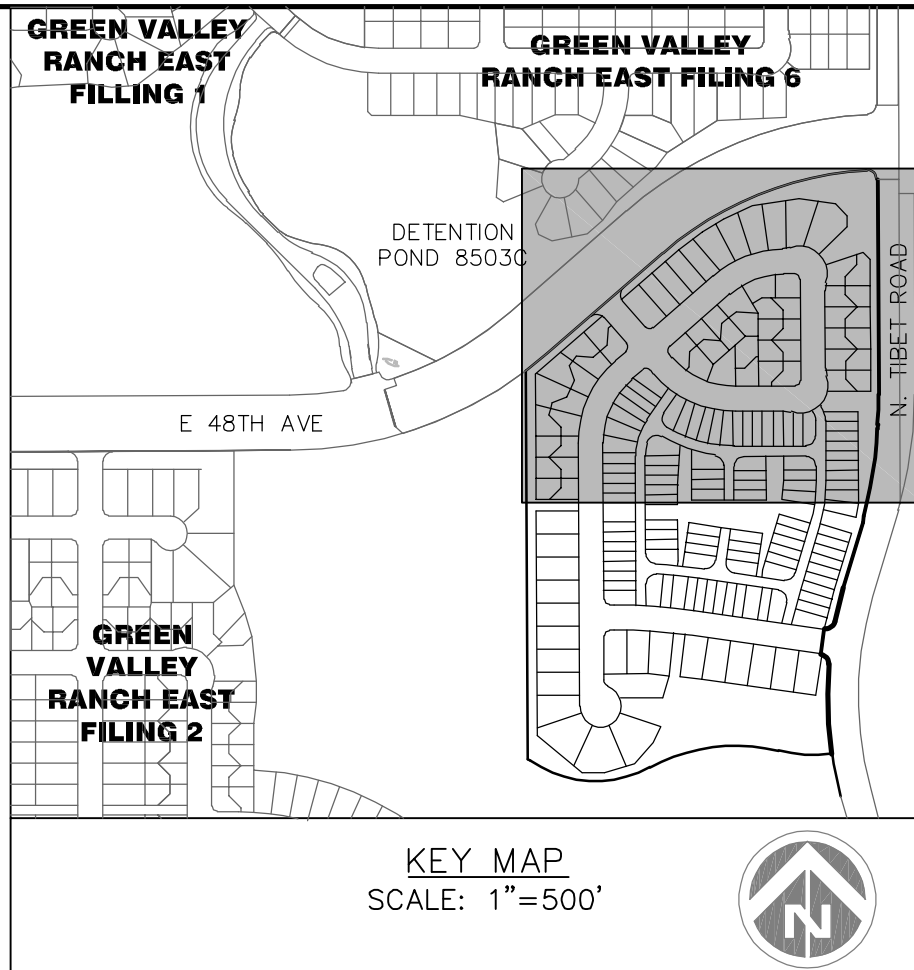 GREEN VALLEY
RANCH EAST
FILLING 1
GREEN VALLEY
RANCH EAST FILING 6
DETENTION
POND 8503C
N. TIBET ROAD
E 48TH AVE
GREEN
VALLEY
RANCH EAST
FILING 2
KEY MAP
SCALE: 1"=500'
N